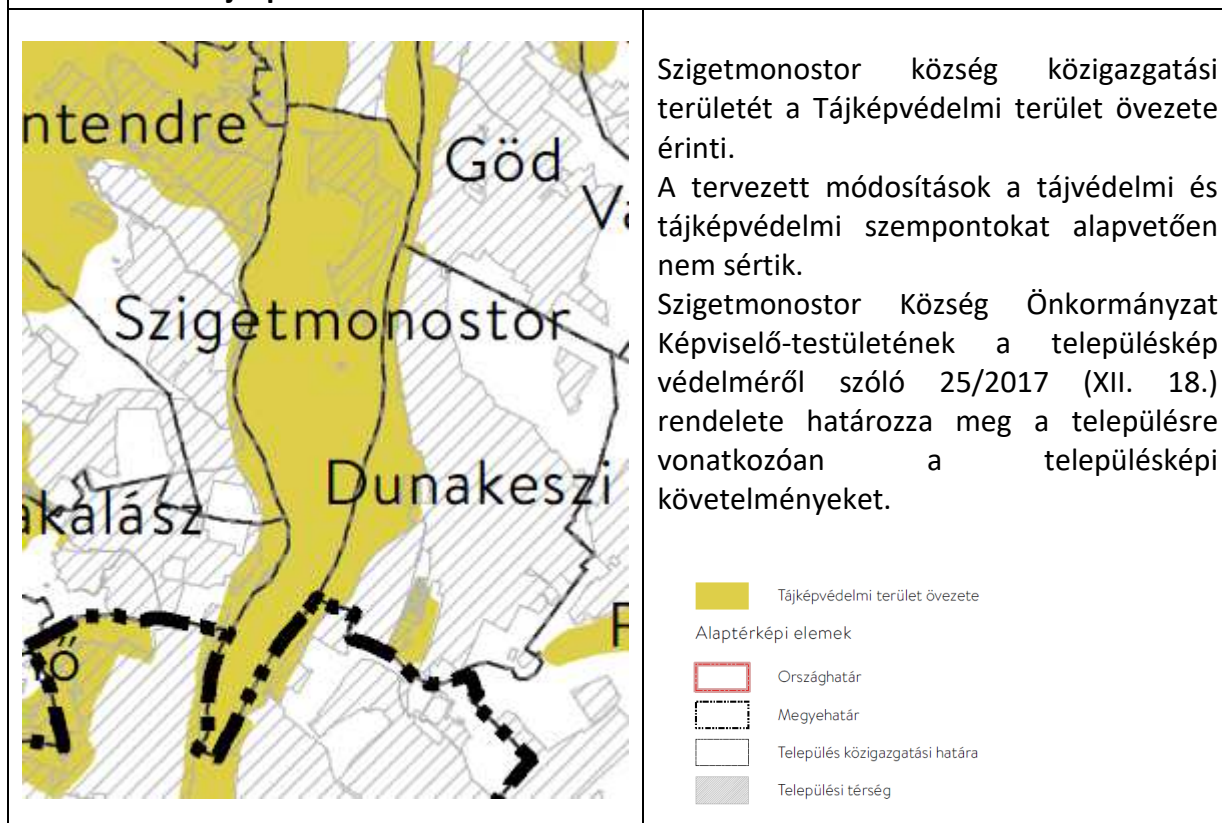 ntendre
Göd
Szigetmonostor
Dunakeszi
akalász
Szigetmonostor község közigazgatási
területét a Tájképvédelmi terület övezete
érinti.
A tervezett módosítások a tájvédelmi és
tájképvédelmi szempontokat alapvetően
nem sértik.
Szigetmonostor Község Önkormányzat
Képviselő-testületének a településkép
védelméről szóló 25/2017 (XII. 18.)
rendelete határozza meg a településre
vonatkozóan a településképi
követelményeket.
Tájképvédelmi terület övezete
Alaptérképi elemek
Országhatár
Megyehatár
Település közigazgatási határa
Települési térség